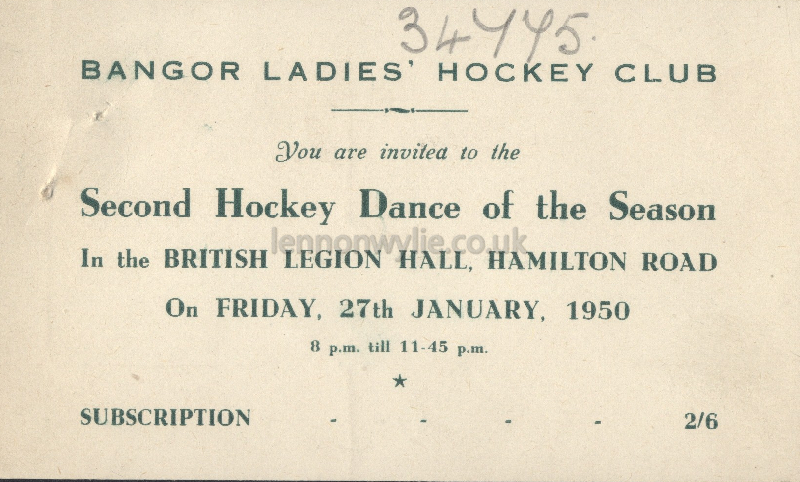 34445.
BANGOR LADIES' HOCKEY CLUB
You are invited to the
Second Hockey Dance of the Season
lennonwylie.co.uk
In the BRITISH LEGION HALL, HAMILTON ROAD
On FRIDAY, 27th JANUARY, 1950
8 p.m. till 11-45 p.m.
SUBSCRIPTION - - - - 2/6